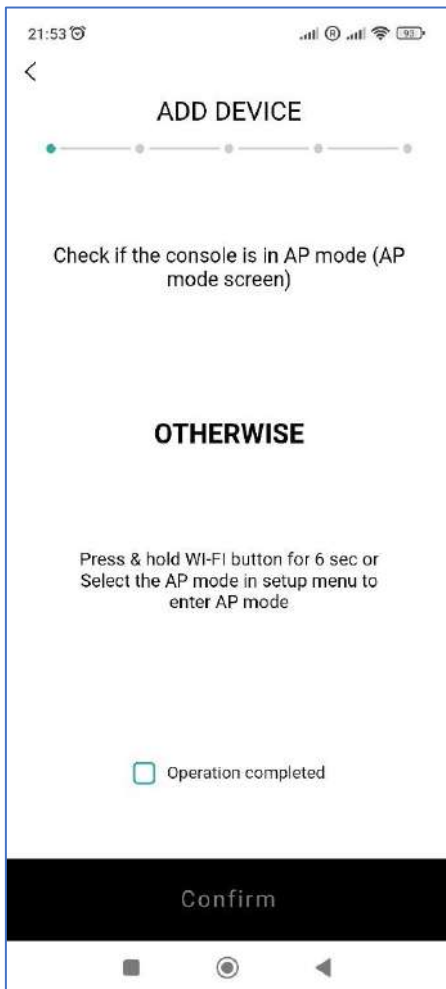 21:53
R
93
ADD DEVICE
Check if the console is in AP mode (AP
mode screen)
OTHERWISE
Press & hold WI-FI button for 6 sec or
Select the AP mode in setup menu to
enter AP mode
Operation completed
Confirm